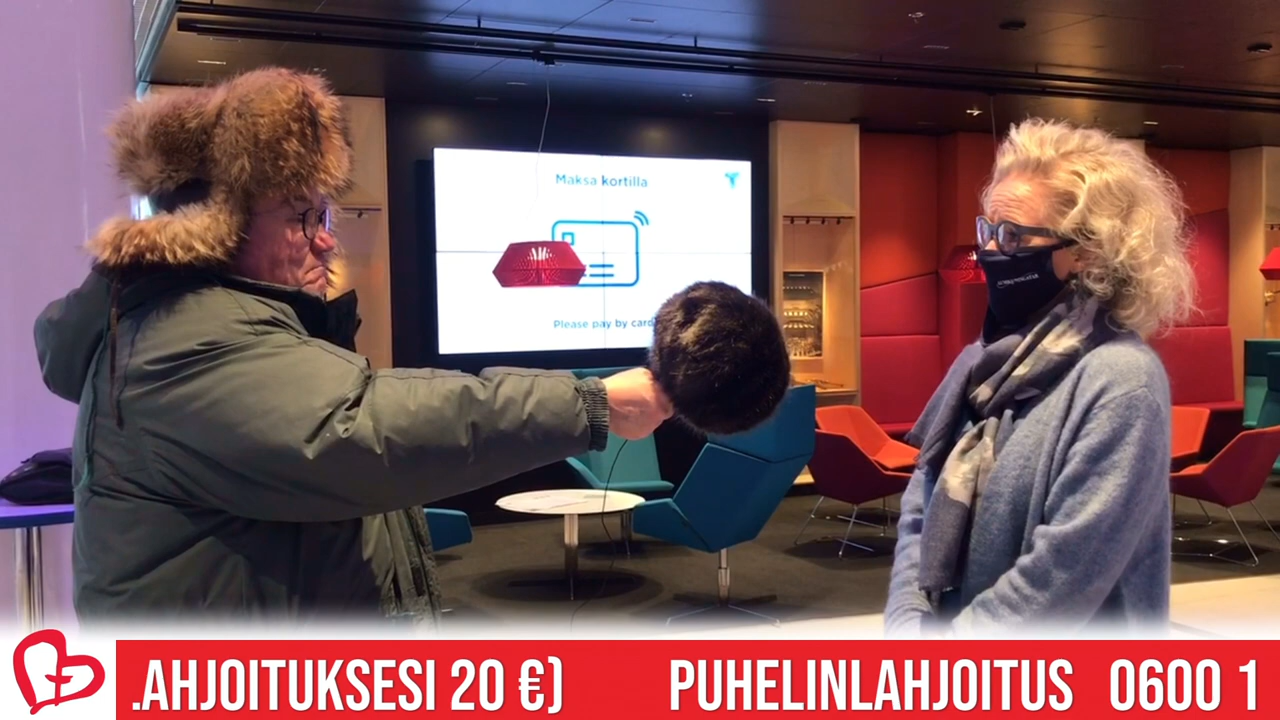 Maksa kortilla
Please pay by card
.AHJOITUKSESI 20 €) PUHELINLAHJOITUS 0600 1